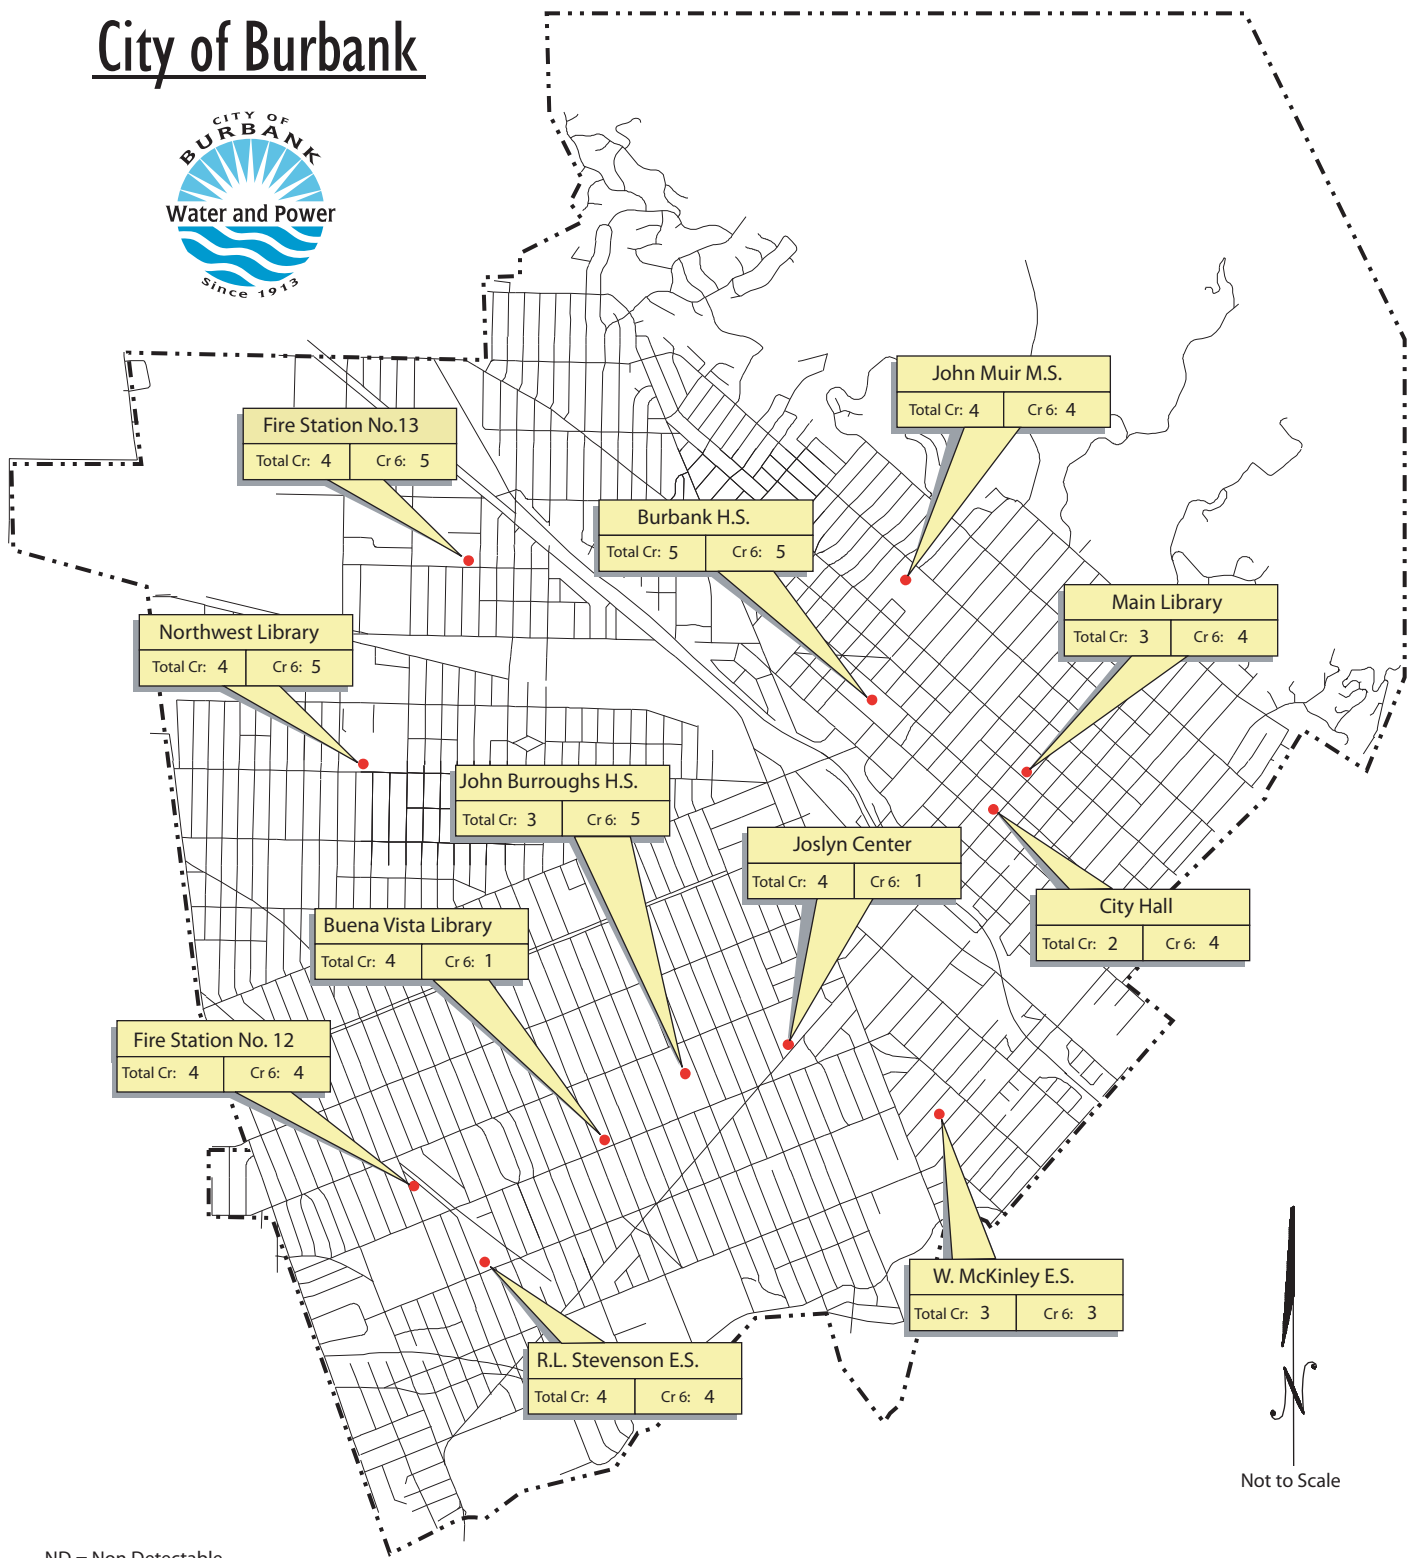 City of Burbank
CITY OF
BURBANK
Water and Power
Since 1913
John Muir M.S.
Total Cr: 4 Cr 6: 4
Fire Station No.13
Total Cr: 4 Cr 6: 5
Burbank H.S.
Total Cr: 5 Cr 6: 5
Main Library
Total Cr: 3 Cr 6: 4
Northwest Library
Total Cr: 4 Cr 6: 5
John Burroughs H.S.
Total Cr: 3 Cr 6: 5
Joslyn Center
Total Cr: 4 Cr 6: 1
City Hall
Total Cr: 2 Cr 6: 4
Buena Vista Library
Total Cr: 4 Cr 6: 1
Fire Station No. 12
Total Cr: 4 Cr 6: 4
W. McKinley E.S.
Total Cr: 3 Cr 6: 3
R.L. Stevenson E.S.
Total Cr: 4 Cr 6: 4
N
Not to Scale
ND = Non Detectable